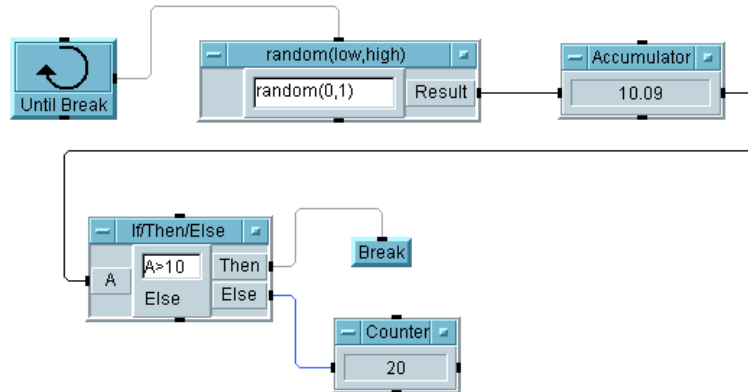 random(low,high)
Accumulator
random(0,1)
Result
10.09
Until Break
If/Then/Else
A>10
Then
Break
A
Else
Else
Counter
20